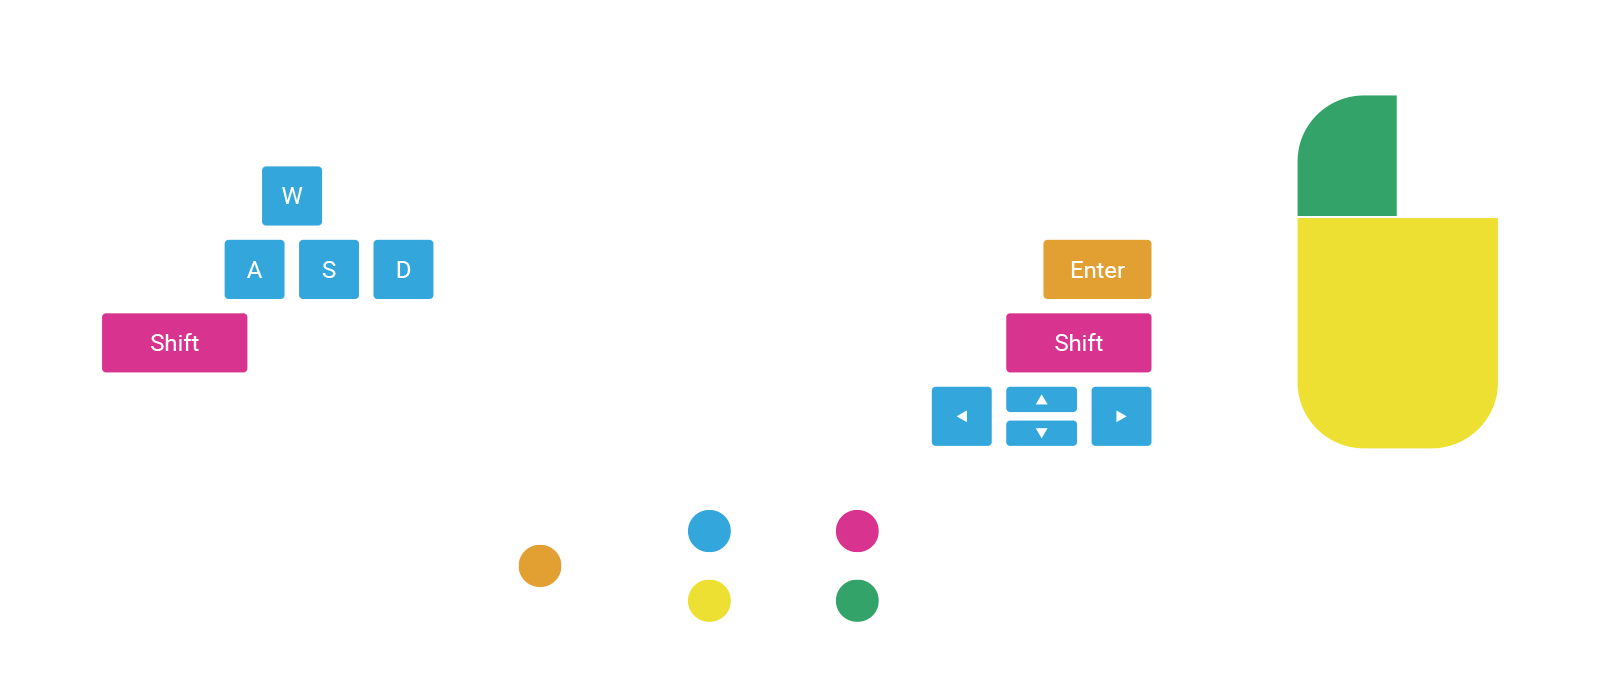 W
A S D Enter
Shift Shift
◄ ▲ ►
▼